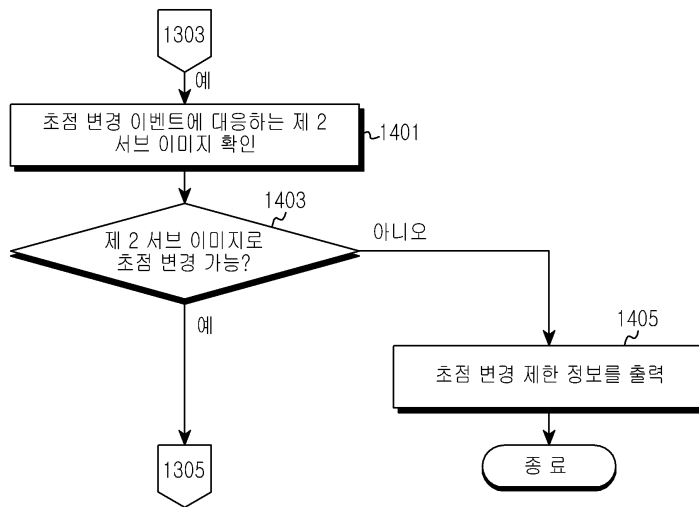 1303
예
초점 변경 이벤트에 대응하는 제 2
서브 이미지 확인
1401
1403
제 2 서브 이미지로
초점 변경 가능?
아니오
예
1405
초점 변경 제한 정보를 출력
종 료
1305